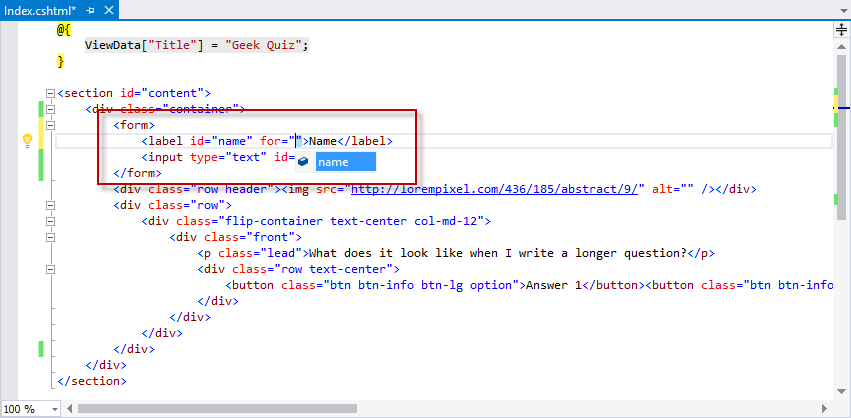 Index.cshtml*
@{
ViewData["Title"] = "Geek Quiz";
}
<section id="content">
<div class="container">
<form>
<label id="name" for="">Name</label>
<input type="text" id=
name
</form>
<div class="row header"><img src="http://lorempixel.com/436/185/abstract/9/" alt="" /></div>
<div class="row">
<div class="flip-container text-center col-md-12">
<div class="front">
<p class="lead">What does it look like when I write a longer question?</p>
<div class="row text-center">
<button class="btn btn-info btn-lg option">Answer 1</button><button class="btn btn-info
</div>
</div>
</div>
</div>
</div>
</section>
100 %